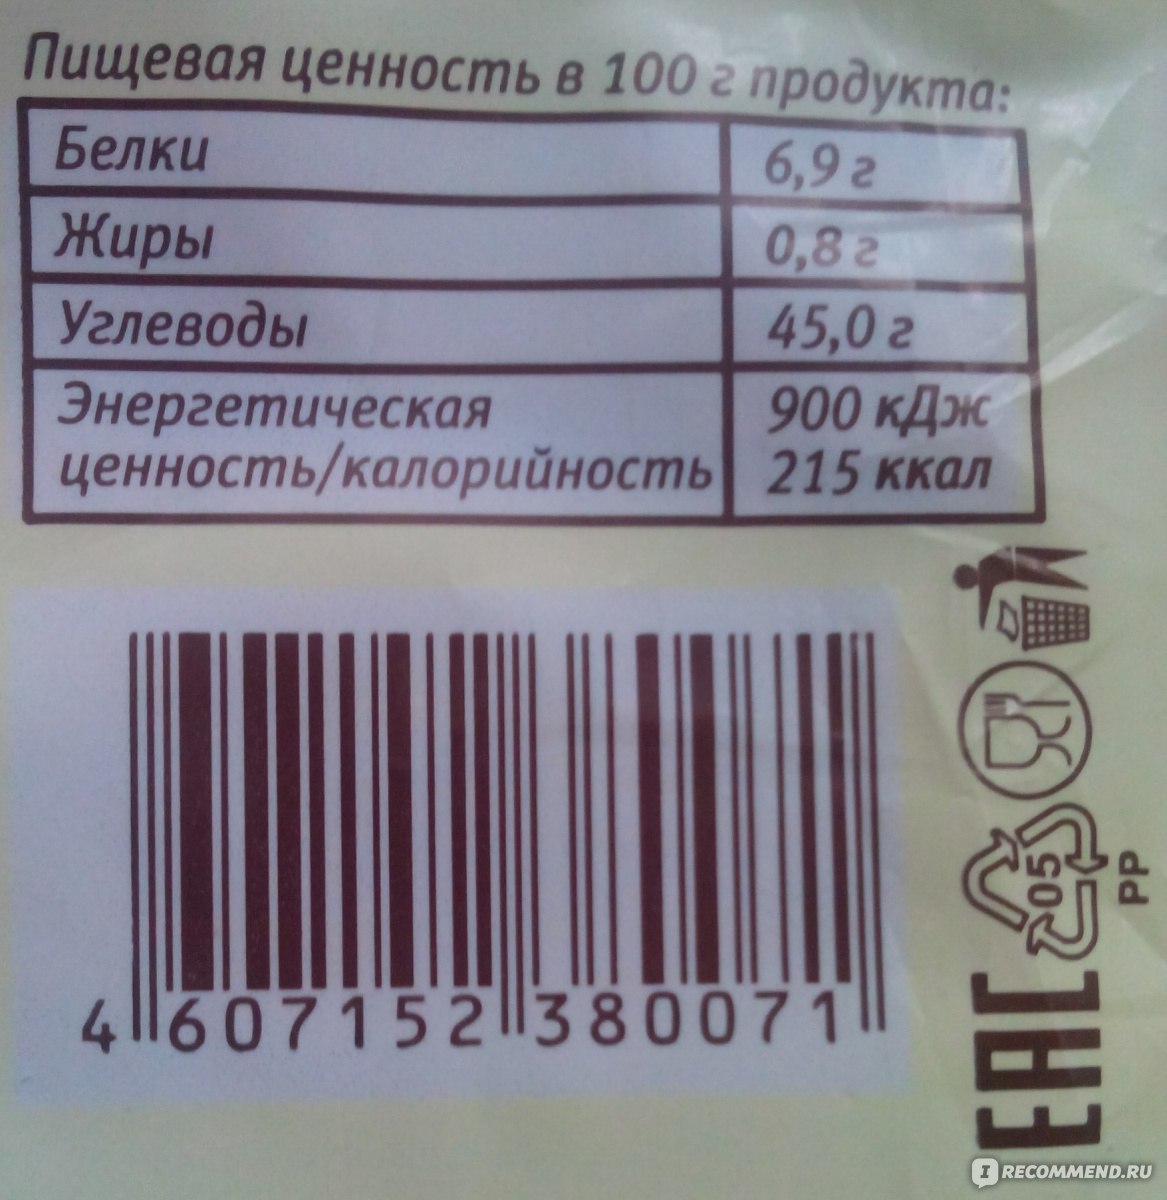 Пищевая ценность в 100 г продукта:
Белки 6,9 г
Жиры 0,8 г
Углеводы 45,0 г
Энергетическая 900 кДж
ценность/калорийность 215 ккал
05
PP
EAC
4 607152 380071
I RECOMMEND.RU